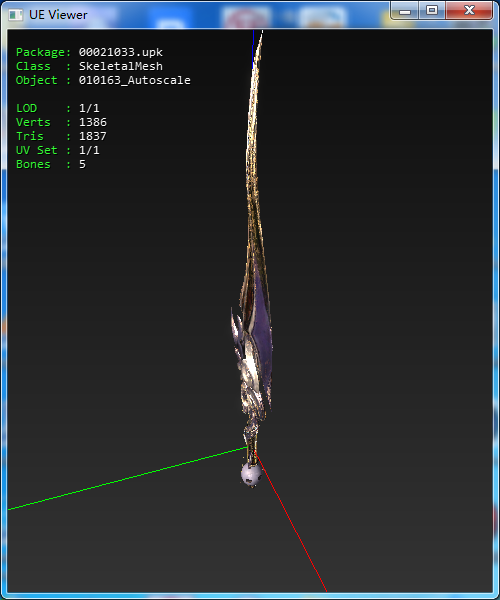 UE Viewer
Package: 00021033.upk
Class : SkeletalMesh
Object : 010163_Autoscale
LOD : 1/1
Verts : 1386
Tris : 1837
UV Set : 1/1
Bones : 5